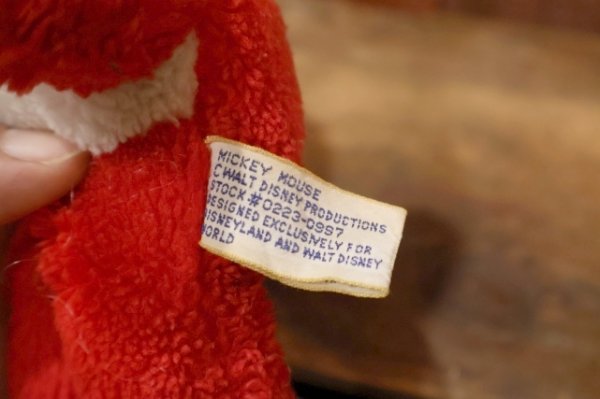 MICKEY MOUSE
C WALT DISNEY PRODUCTIONS
STOCK # 0223-0997
DESIGNED EXCLUSIVELY FOR
DISNEYLAND AND WALT DISNEY
WORLD